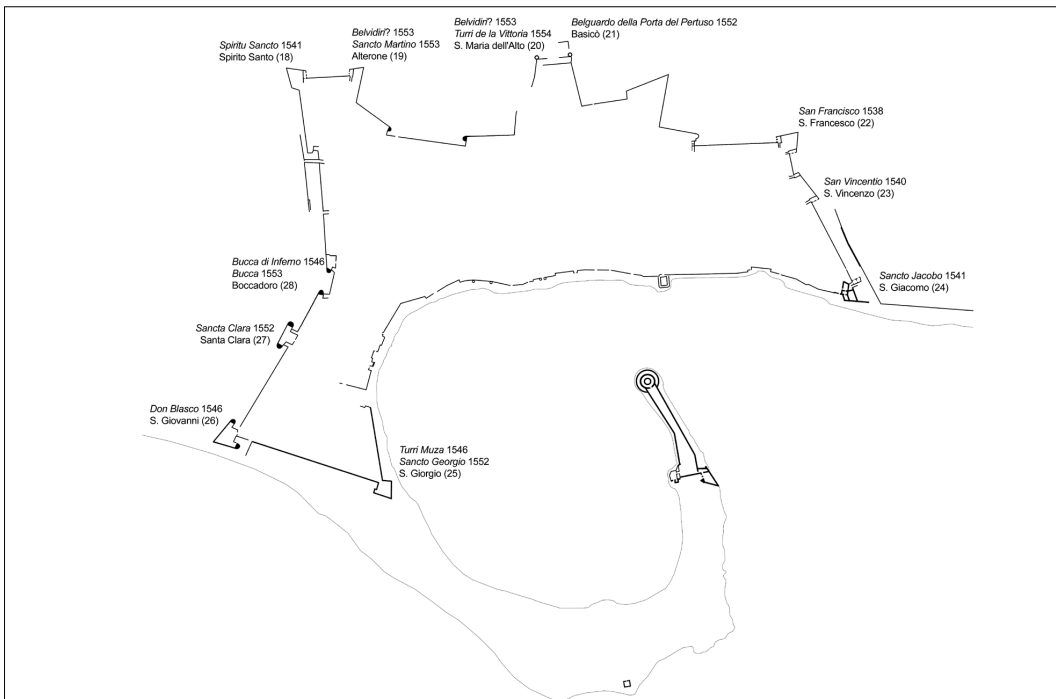 Spiritu Sancto 1541
Spirito Santo (18)
Belvidiri? 1553
Sancto Martino 1553
Alterone (19)
Belvidiri? 1553
Turri de la Vittoria 1554
S. Maria dell'Alto (20)
Belguardo della Porta del Pertuso 1552
Basicò (21)
San Francisco 1538
S. Francesco (22)
San Vincentio 1540
S. Vincenzo (23)
Sancto Jacobo 1541
S. Giacomo (24)
Bucca di Inferno 1546
Bucca 1553
Boccadoro (28)
Sancta Clara 1552
Santa Clara (27)
Don Blasco 1546
S. Giovanni (26)
Turri Muza 1546
Sancto Georgio 1552
S. Giorgio (25)